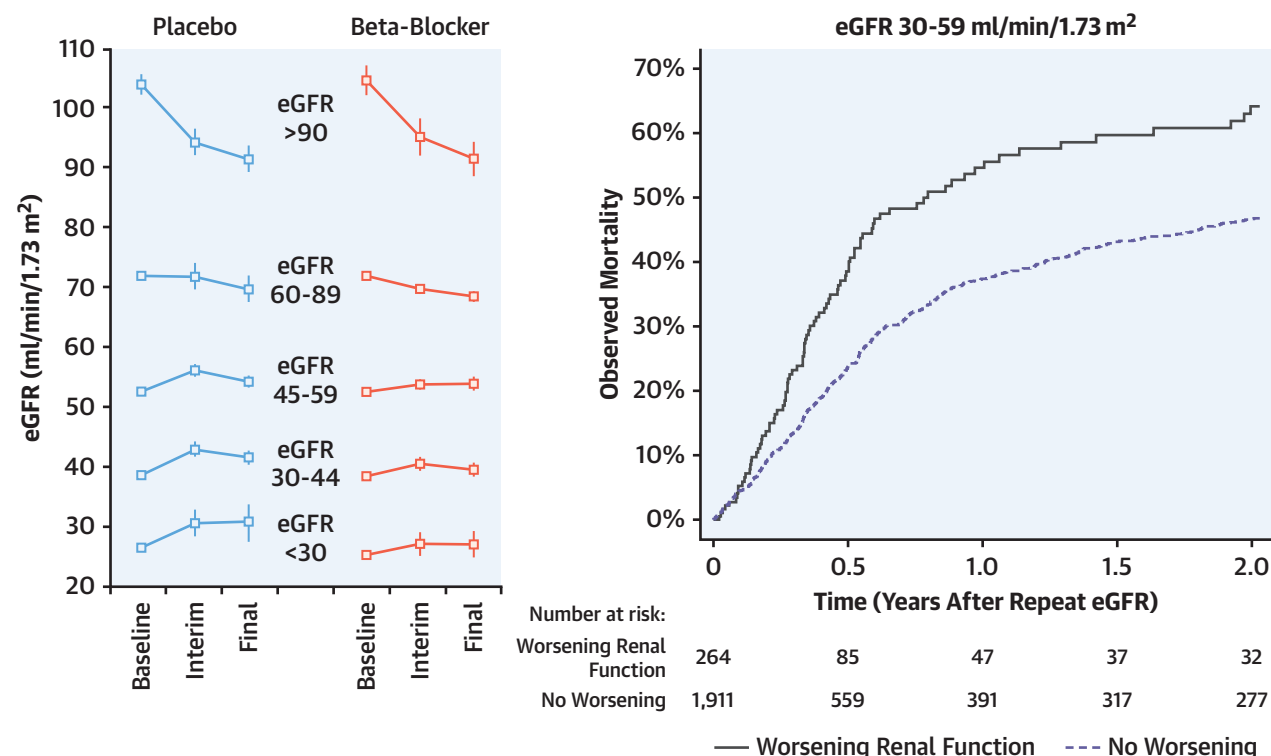 Placebo
Beta-Blocker
eGFR (ml/min/1.73 m²)
110
100
90
80
70
60
50
40
30
20
eGFR
>90
eGFR
60-89
eGFR
45-59
eGFR
30-44
eGFR
<30
Baseline
Interim
Final
Baseline
Interim
Final
eGFR 30-59 ml/min/1.73 m²
Observed Mortality
70%
60%
50%
40%
30%
20%
10%
0%
0 0.5 1.0 1.5 2.0
Time (Years After Repeat eGFR)
Number at risk:
Worsening Renal
Function
264 85 47 37 32
No Worsening 1,911 559 391 317 277
Worsening Renal Function No Worsening